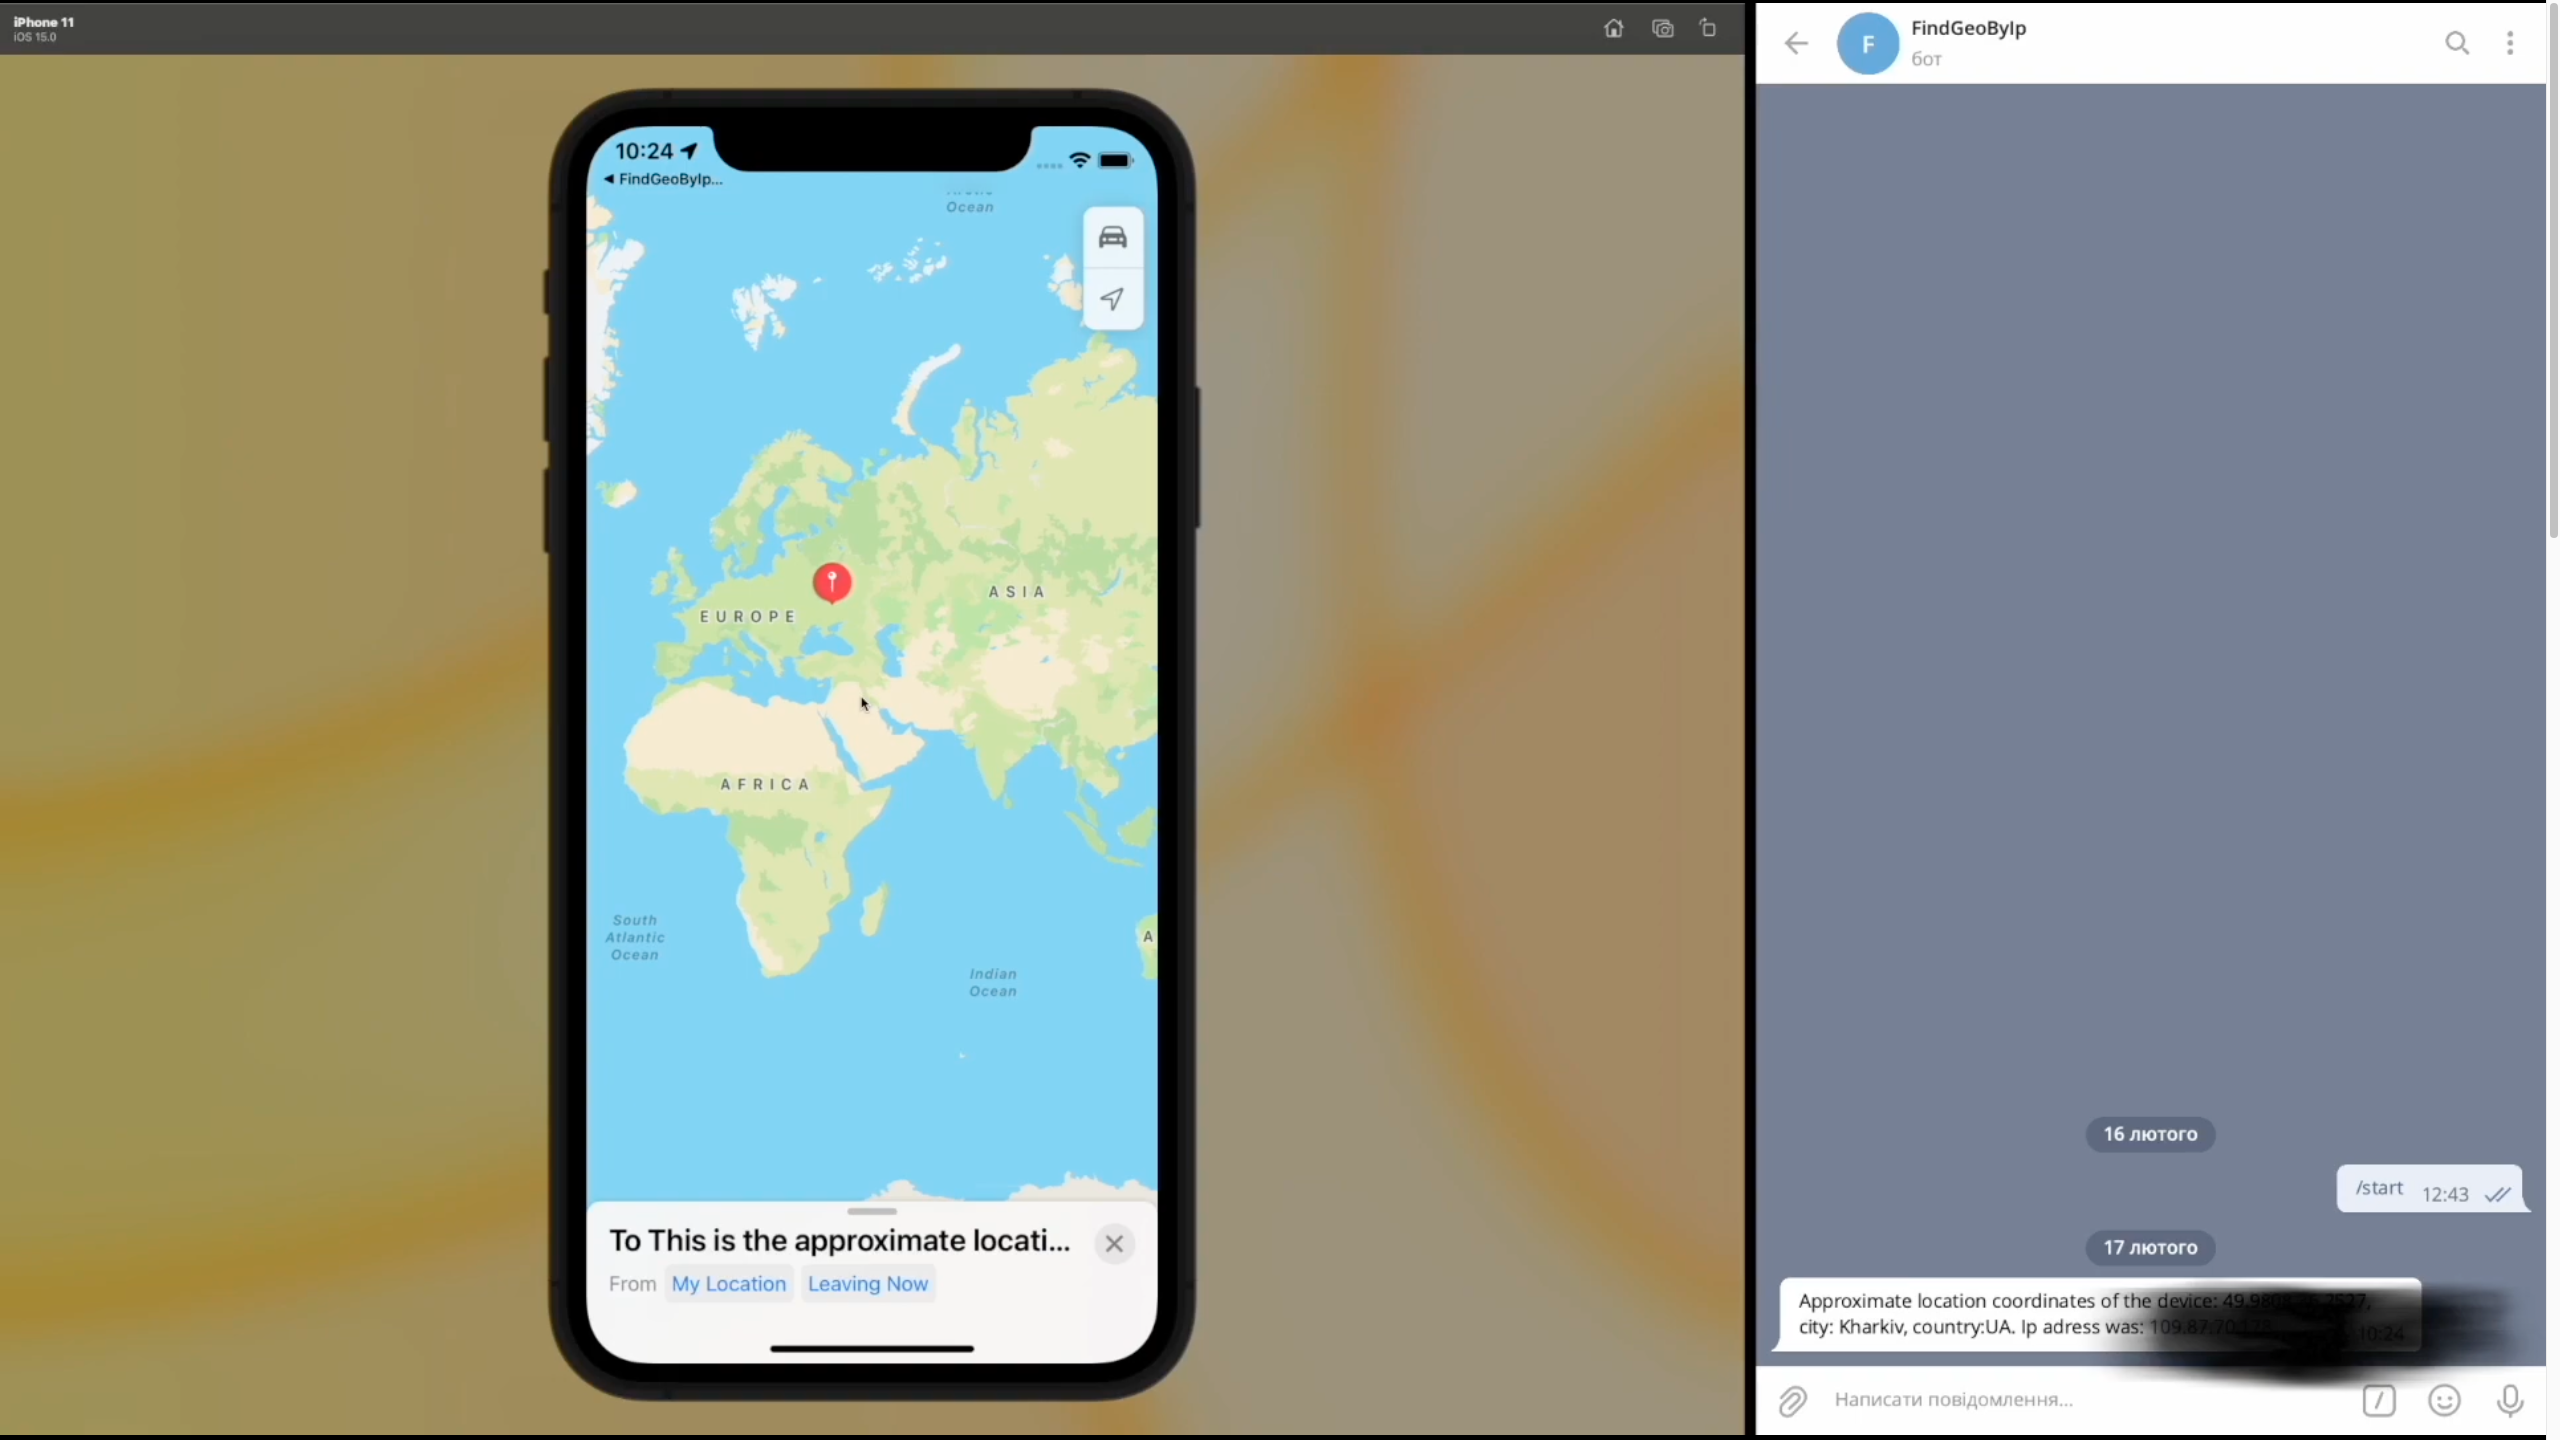 iPhone 11
iOS 15.0
10:24
◀ FindGeoByIp...
Ocean
ASIA
EUROPE
AFRICA
South
Atlantic
Ocean
A
Indian
Ocean
To This is the approximate locati...
From My Location Leaving Now
F
FindGeoByIp
бот
16 лютого
/start 12:43
17 лютого
Approximate location coordinates of the device:
city: Kharkiv, country:UA. Ip adress was:
10:24
Написати повідомлення...